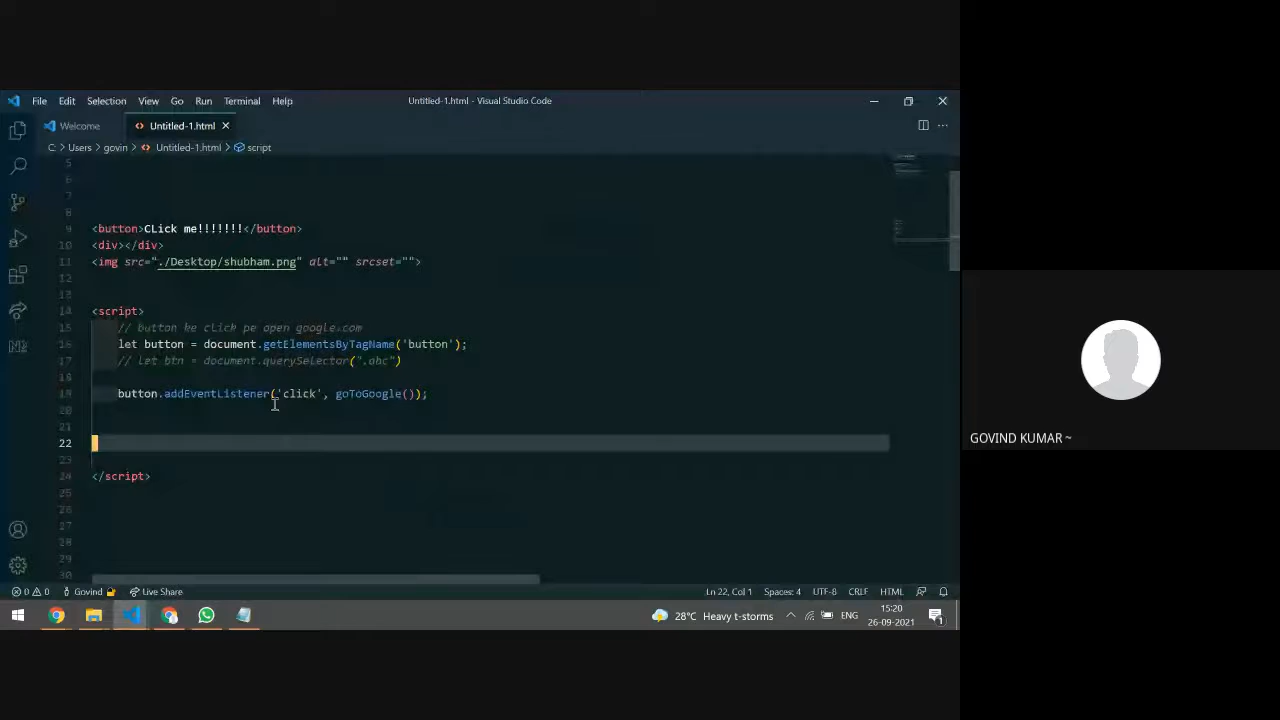 File Edit Selection View Go Run Terminal Help Untitled-1.html - Visual Studio Code
Welcome Untitled-1.html
C: > Users > govin > Untitled-1.html > script
5
6
7
8
9 <button>CLick me!!!!!!!</button>
10 <div></div>
11 <img src="./Desktop/shubham.png" alt="" srcset="">
12
13
14 <script>
15 // button ke click pe open google.com
16 let button = document.getElementsByTagName('button');
17 // let btn = document.querySelector(".abc")
18
19 button.addEventListener('click', goToGoogle());
20
21
22
23
24 </script>
25
26
27
28
29
30
GOVIND KUMAR ~
0 0 Govind Live Share Ln 22, Col 1 Spaces: 4 UTF-8 CRLF HTML
28°C Heavy t-storms ENG 15:20
26-09-2021 1